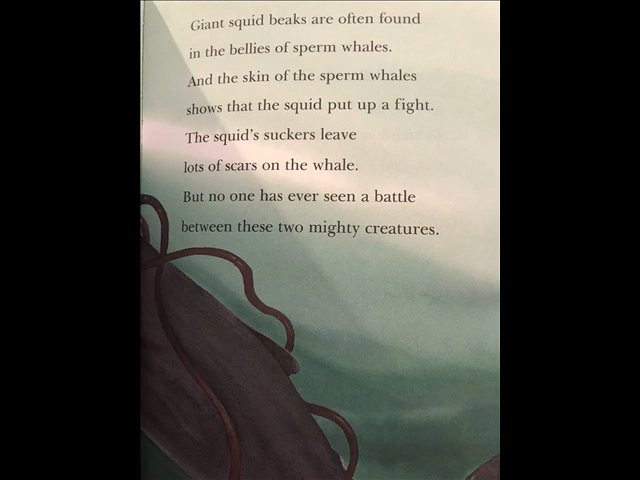 Giant squid beaks are often found
in the bellies of sperm whales.
And the skin of the sperm whales
shows that the squid put up a fight.
The squid's suckers leave
lots of scars on the whale.
But no one has ever seen a battle
between these two mighty creatures.